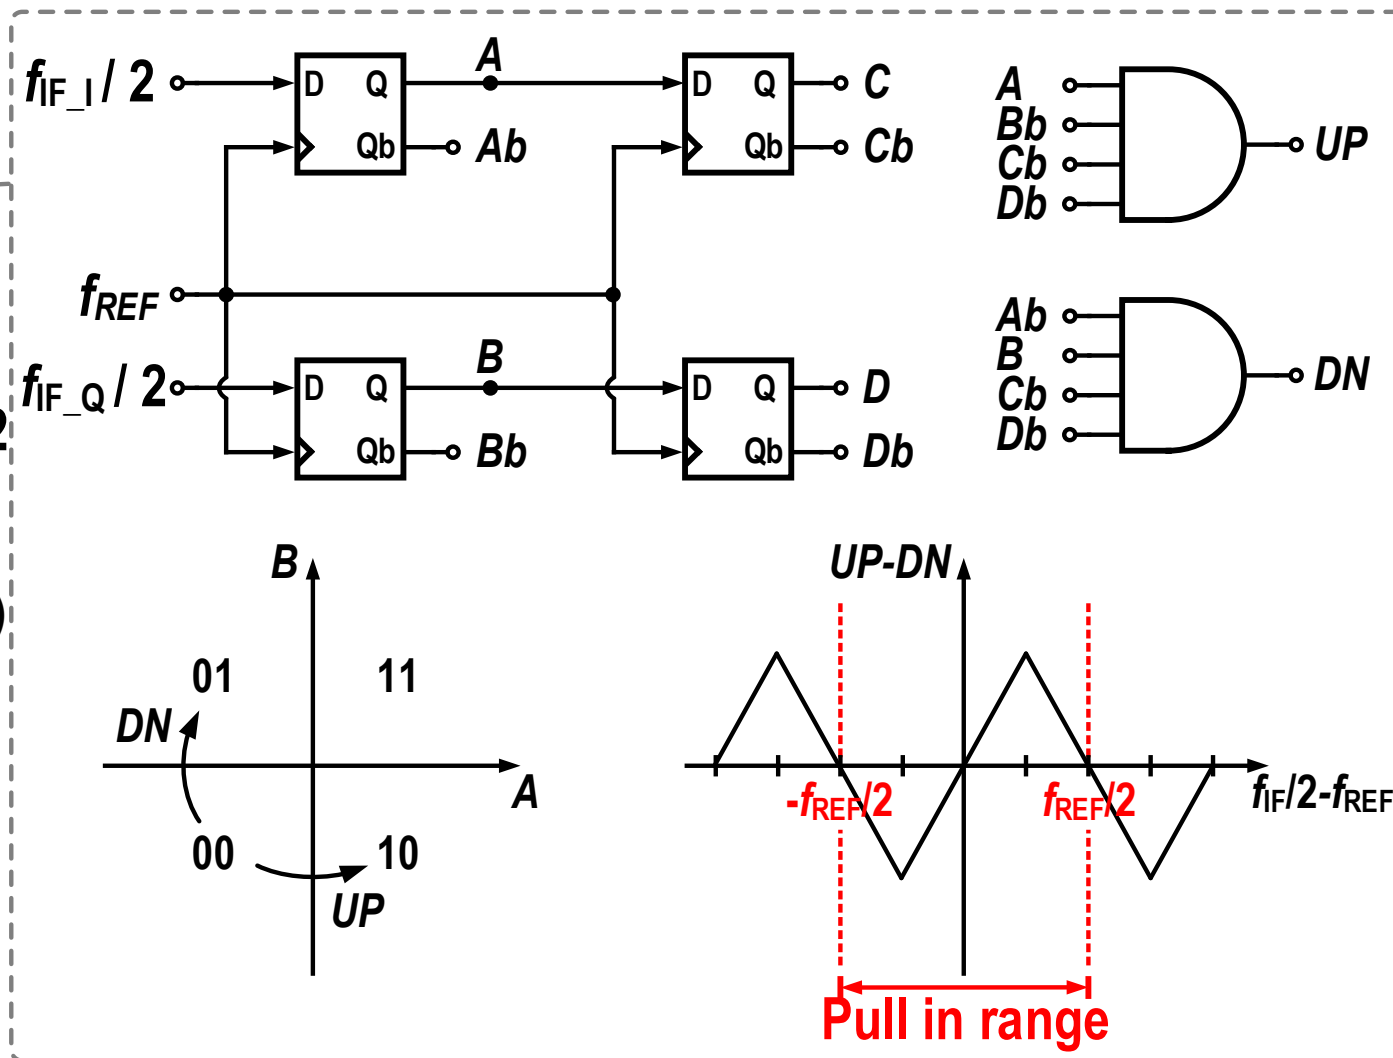 fIF_I / 2
D Q
Qb
A
Ab
D Q
Qb
C
Cb
A
Bb
Cb
Db
UP
fREF
fIF_Q / 2
D Q
Qb
B
Bb
D Q
Qb
D
Db
Ab
B
Cb
Db
DN
2
)
B
01 11
DN
A
00 10
UP
UP-DN
-fREF/2
fREF/2
fIF/2-fREF
Pull in range